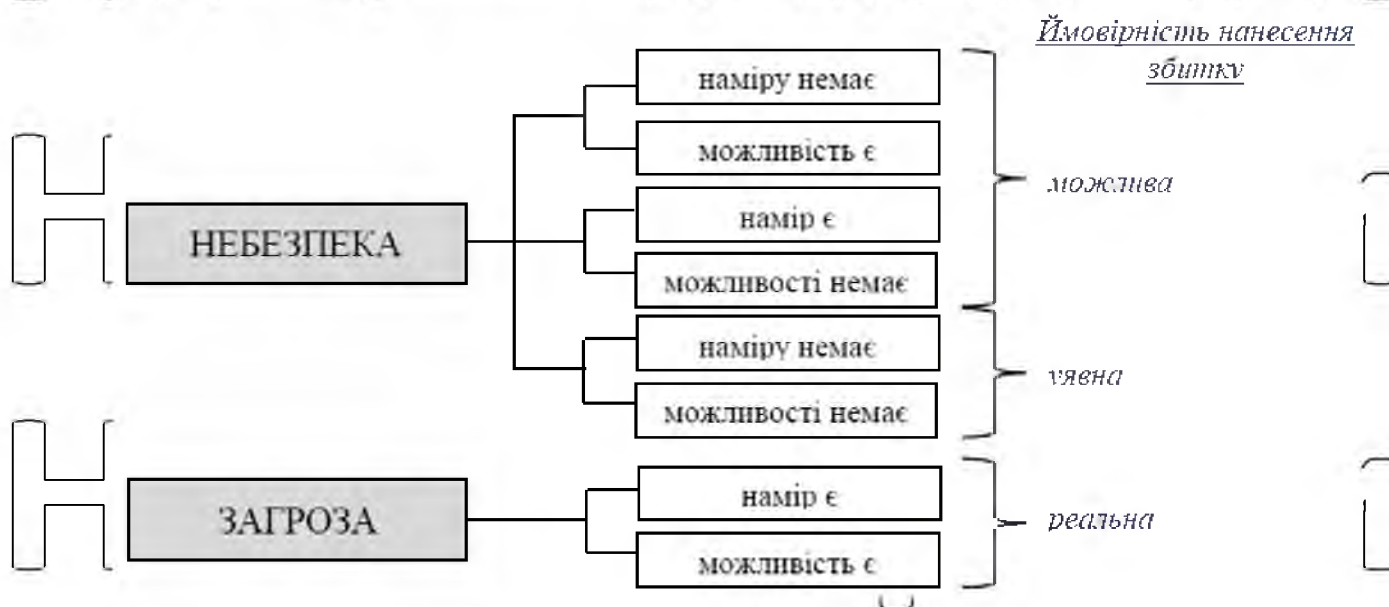 Ймовірність нанесення
збитку
наміру немає
можливість є
можлива
намір є
НЕБЕЗПЕКА
можливості немає
наміру немає
уявна
можливості немає
намір є
ЗАГРОЗА
реальна
можливість є